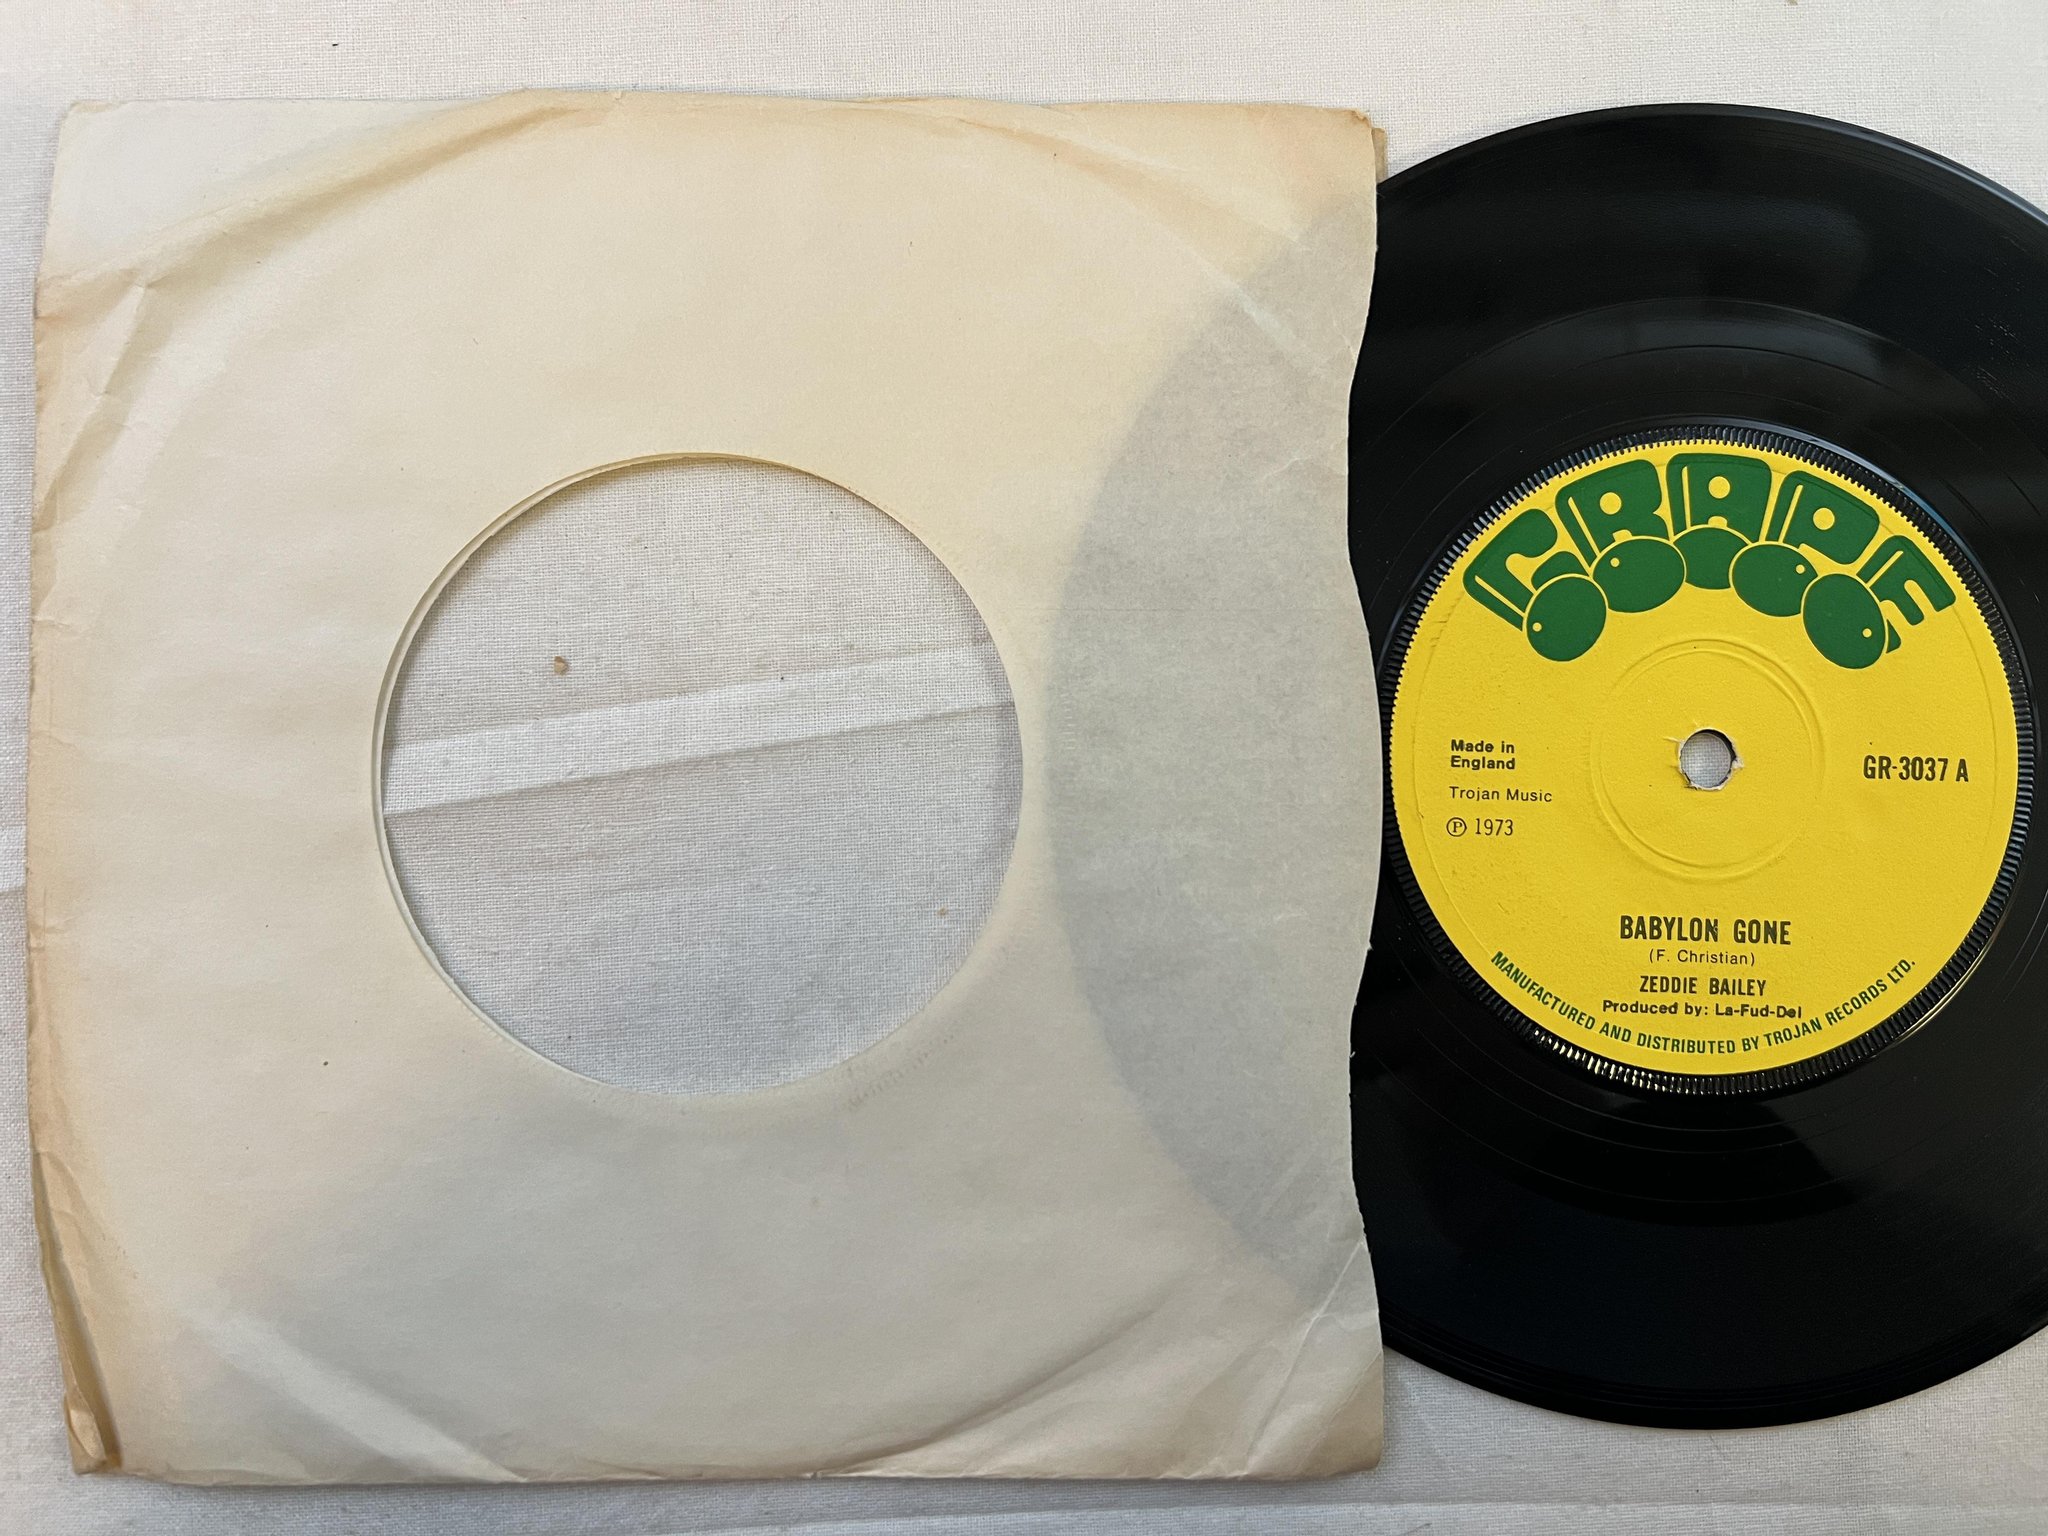 GRAPE
Made in
England
Trojan Music
Ⓟ 1973
GR-3037 A
BABYLON GONE
(F. Christian)
ZEDDIE BAILEY
Produced by: La-Fud-Del
MANUFACTURED AND DISTRIBUTED BY TROJAN RECORDS LTD.